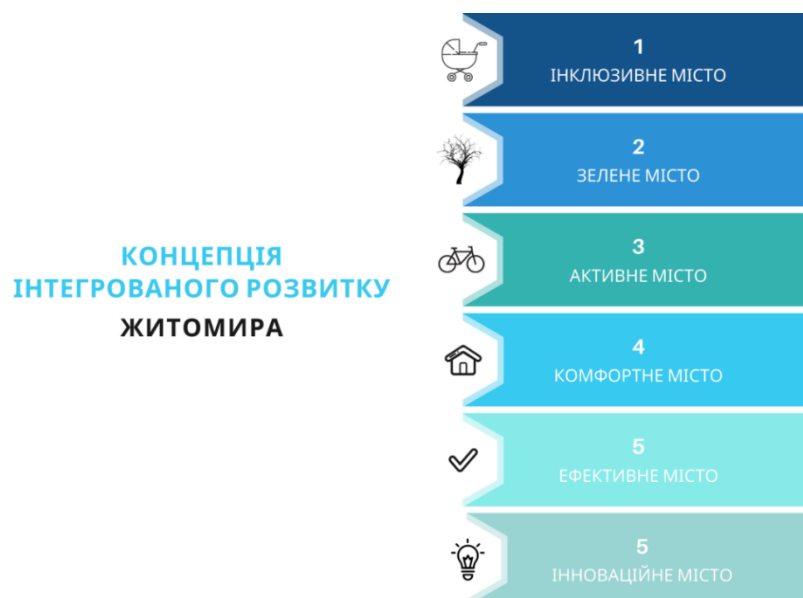 КОНЦЕПЦІЯ
ІНТЕГРОВАНОГО РОЗВИТКУ
ЖИТОМИРА
1
ІНКЛЮЗИВНЕ МІСТО
2
ЗЕЛЕНЕ МІСТО
3
АКТИВНЕ МІСТО
4
КОМФОРТНЕ МІСТО
5
ЕФЕКТИВНЕ МІСТО
5
ІННОВАЦІЙНЕ МІСТО